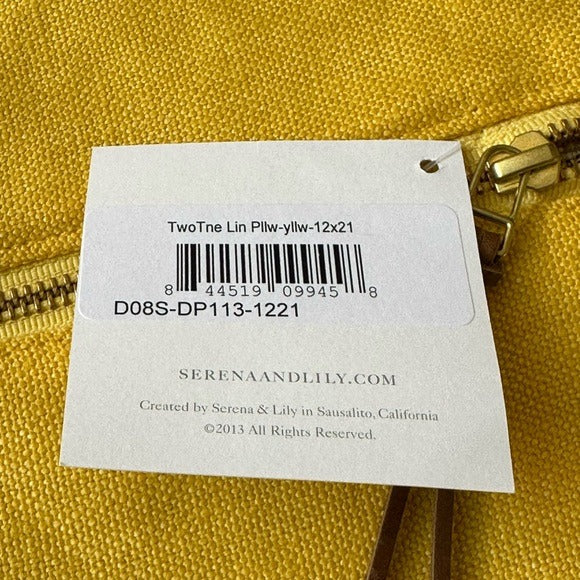 TwoTne Lin Pllw-yllw-12x21
8 44519 09945 8
D08S-DP113-1221
SERENAANDLILY.COM
Created by Serena & Lily in Sausalito, California
©2013 All Rights Reserved.